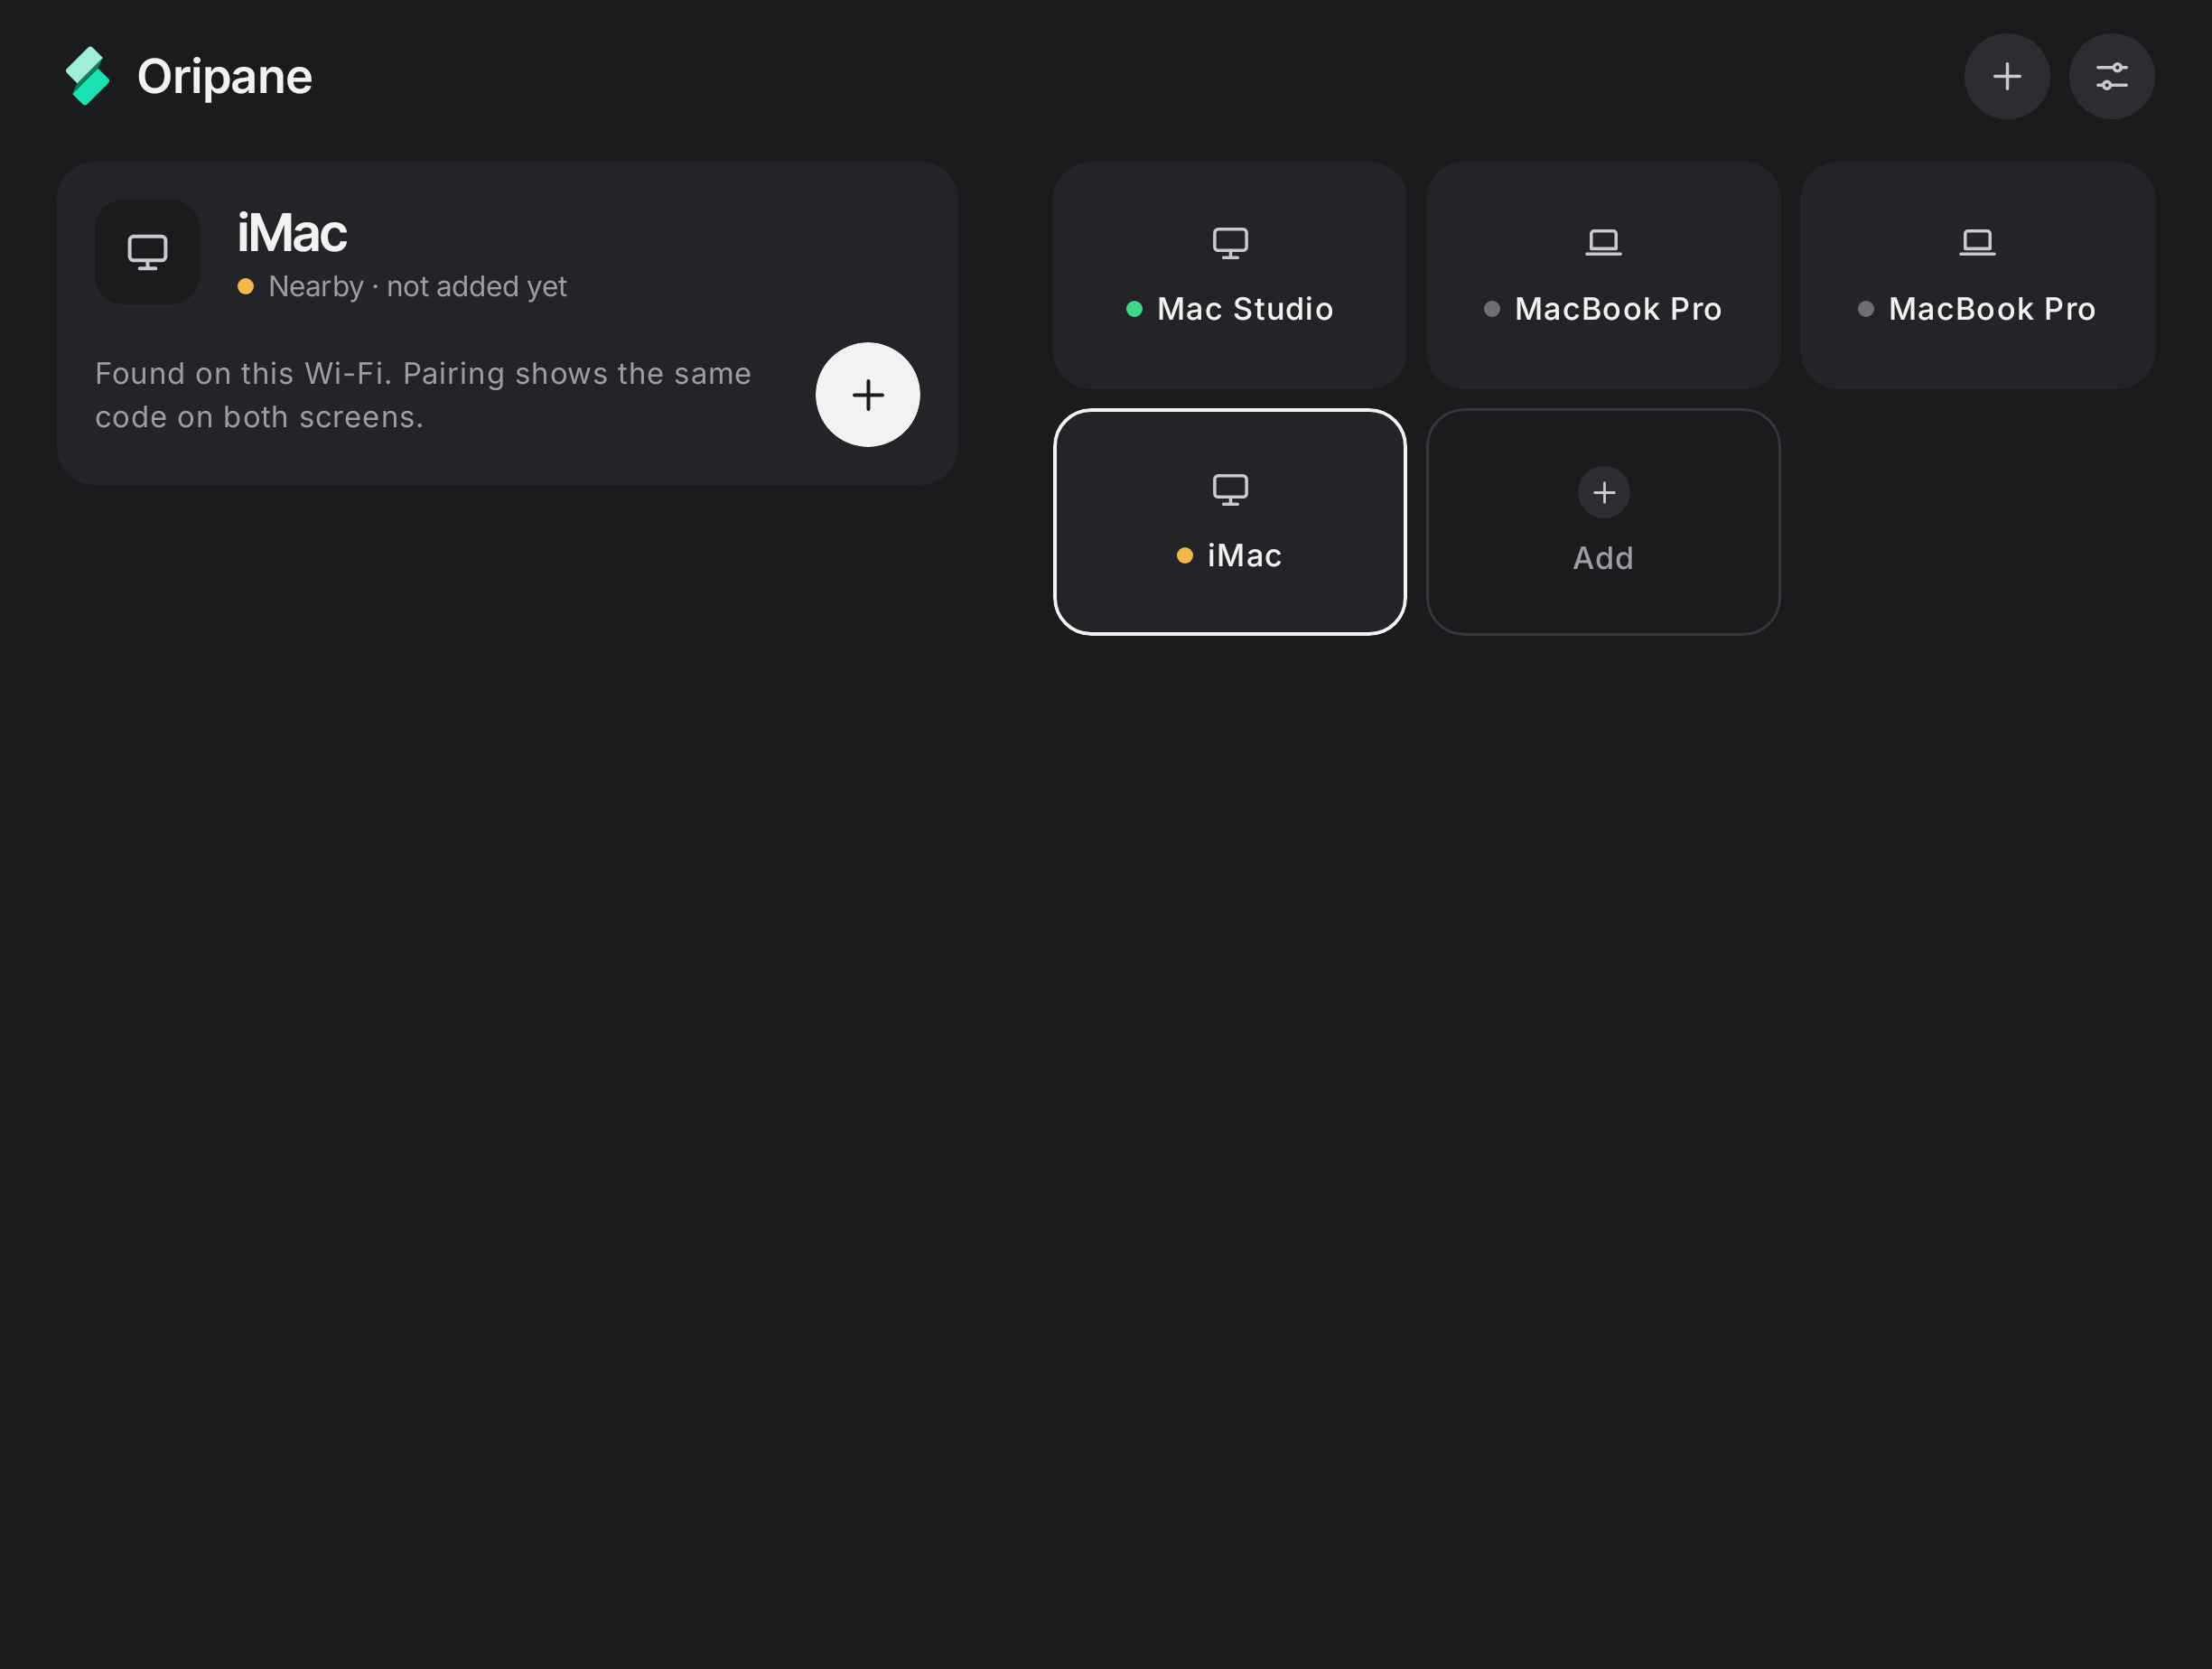 Oripane
iMac
Nearby · not added yet
Found on this Wi-Fi. Pairing shows the same
code on both screens.
Mac Studio
MacBook Pro
MacBook Pro
iMac
Add